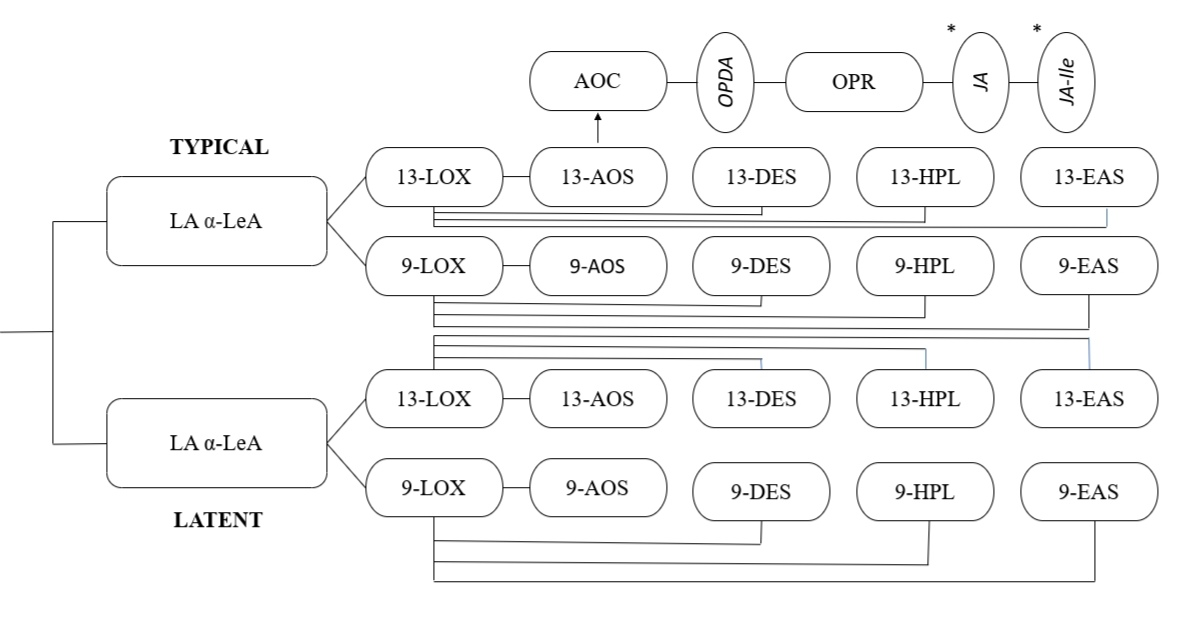 * *
AOC OPDA OPR JA JA-Ile
TYPICAL
13-LOX 13-AOS 13-DES 13-HPL 13-EAS
LA α-LeA
9-LOX 9-AOS 9-DES 9-HPL 9-EAS
13-LOX 13-AOS 13-DES 13-HPL 13-EAS
LA α-LeA
9-LOX 9-AOS 9-DES 9-HPL 9-EAS
LATENT